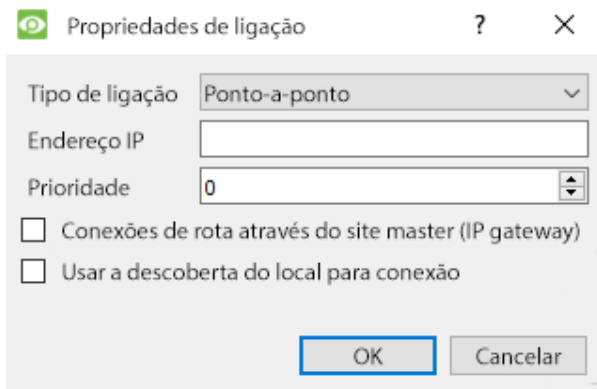 Propriedades de ligação ?
Tipo de ligação Ponto-a-ponto
Endereço IP
Prioridade 0
Conexões de rota através do site master (IP gateway)
Usar a descoberta do local para conexão
OK Cancelar